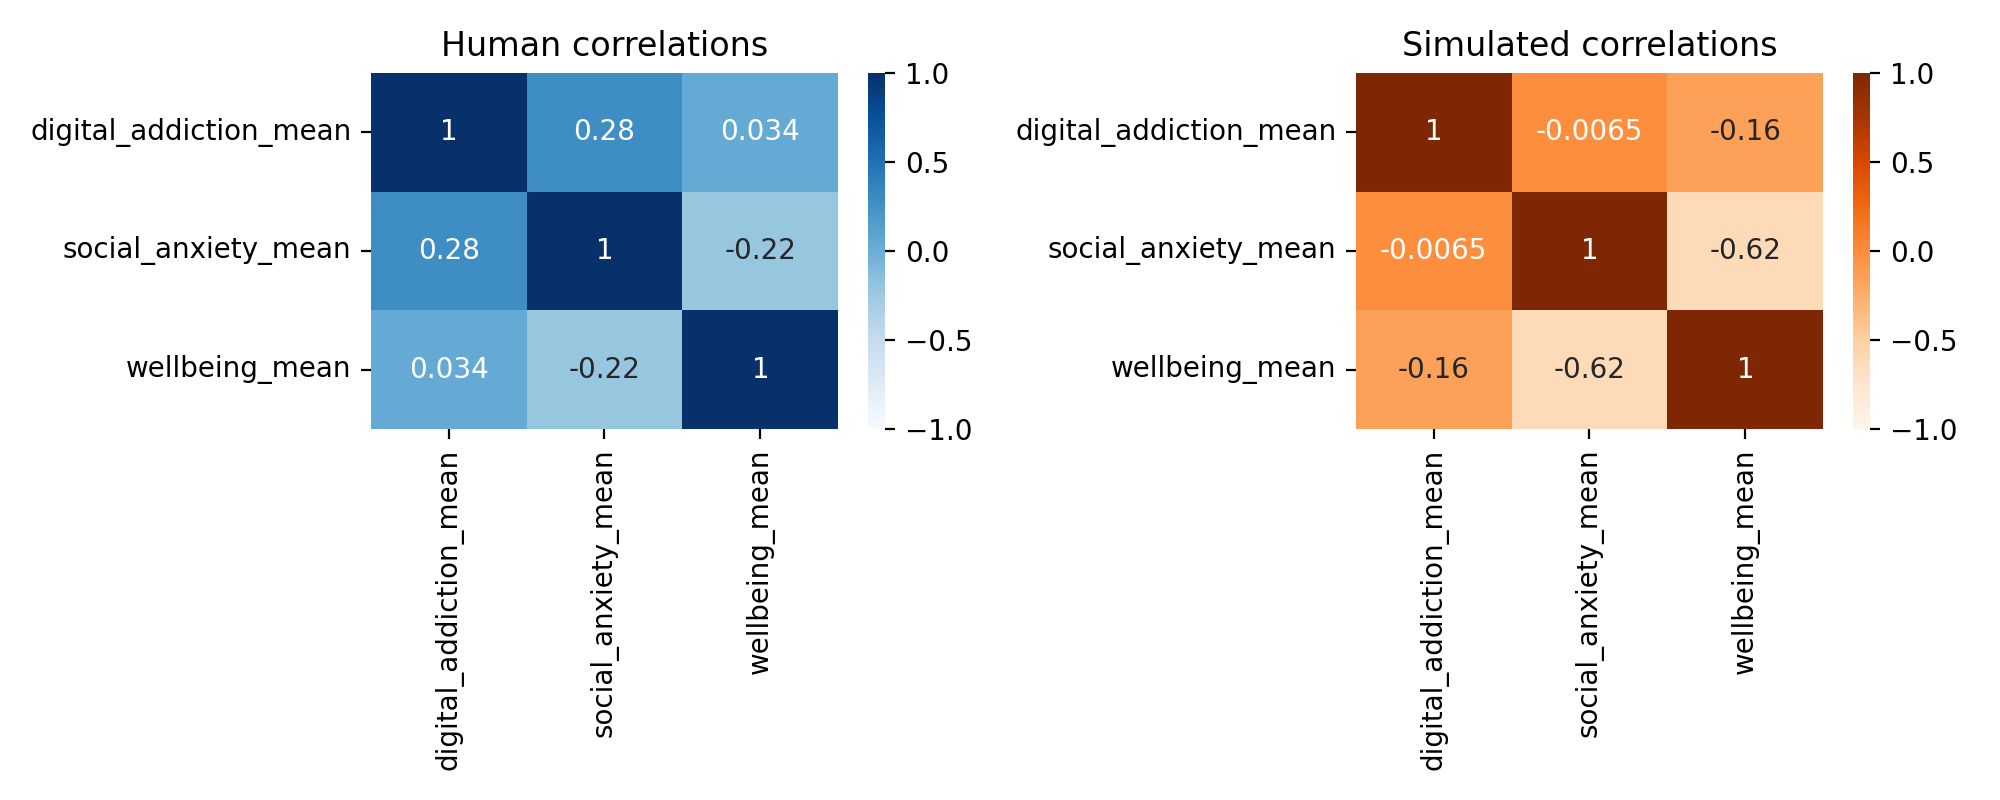 Human correlations
digital_addiction_mean 1 0.28 0.034
social_anxiety_mean 0.28 1 -0.22
wellbeing_mean 0.034 -0.22 1
digital_addiction_mean
social_anxiety_mean
wellbeing_mean
1.0
0.5
0.0
−0.5
−1.0
Simulated correlations
digital_addiction_mean 1 -0.0065 -0.16
social_anxiety_mean -0.0065 1 -0.62
wellbeing_mean -0.16 -0.62 1
digital_addiction_mean
social_anxiety_mean
wellbeing_mean
1.0
0.5
0.0
−0.5
−1.0